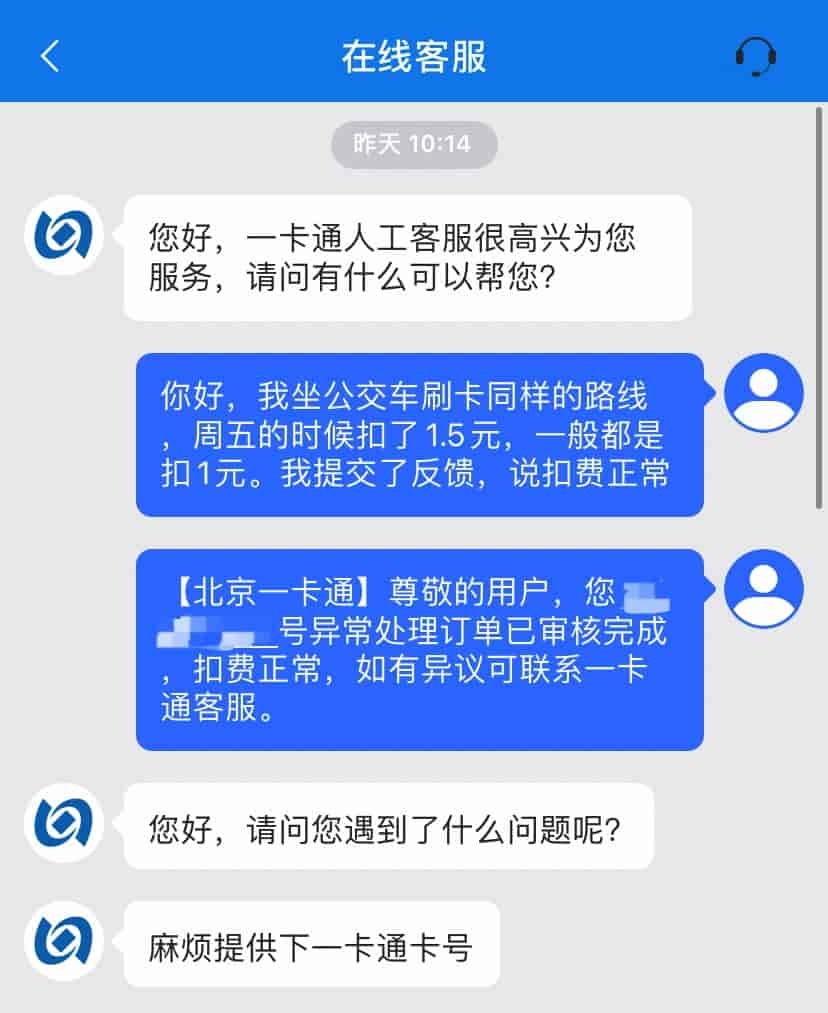 在线客服
昨天 10:14
您好，一卡通人工客服很高兴为您
服务，请问有什么可以帮您？
你好，我坐公交车刷卡同样的路线
，周五的时候扣了1.5元，一般都是
扣1元。我提交了反馈，说扣费正常
【北京一卡通】尊敬的用户，您
号异常处理订单已审核完成
，扣费正常，如有异议可联系一卡
通客服。
您好，请问您遇到了什么问题呢？
麻烦提供下一卡通卡号